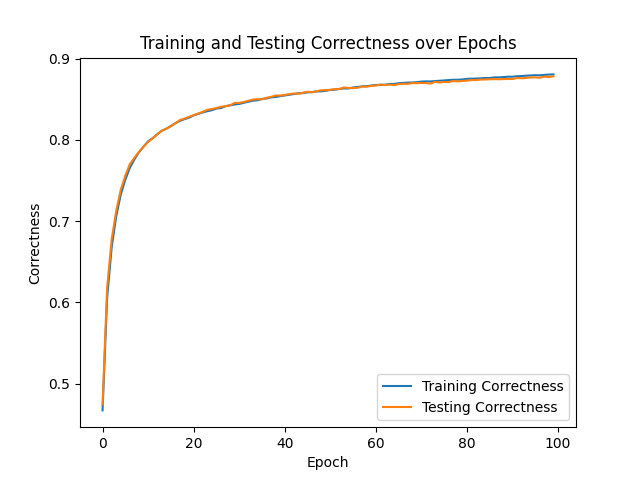 Training and Testing Correctness over Epochs
0.9
0.8
0.7
0.6
0.5
Correctness
0
20
40
60
80
100
Epoch
Training Correctness
Testing Correctness